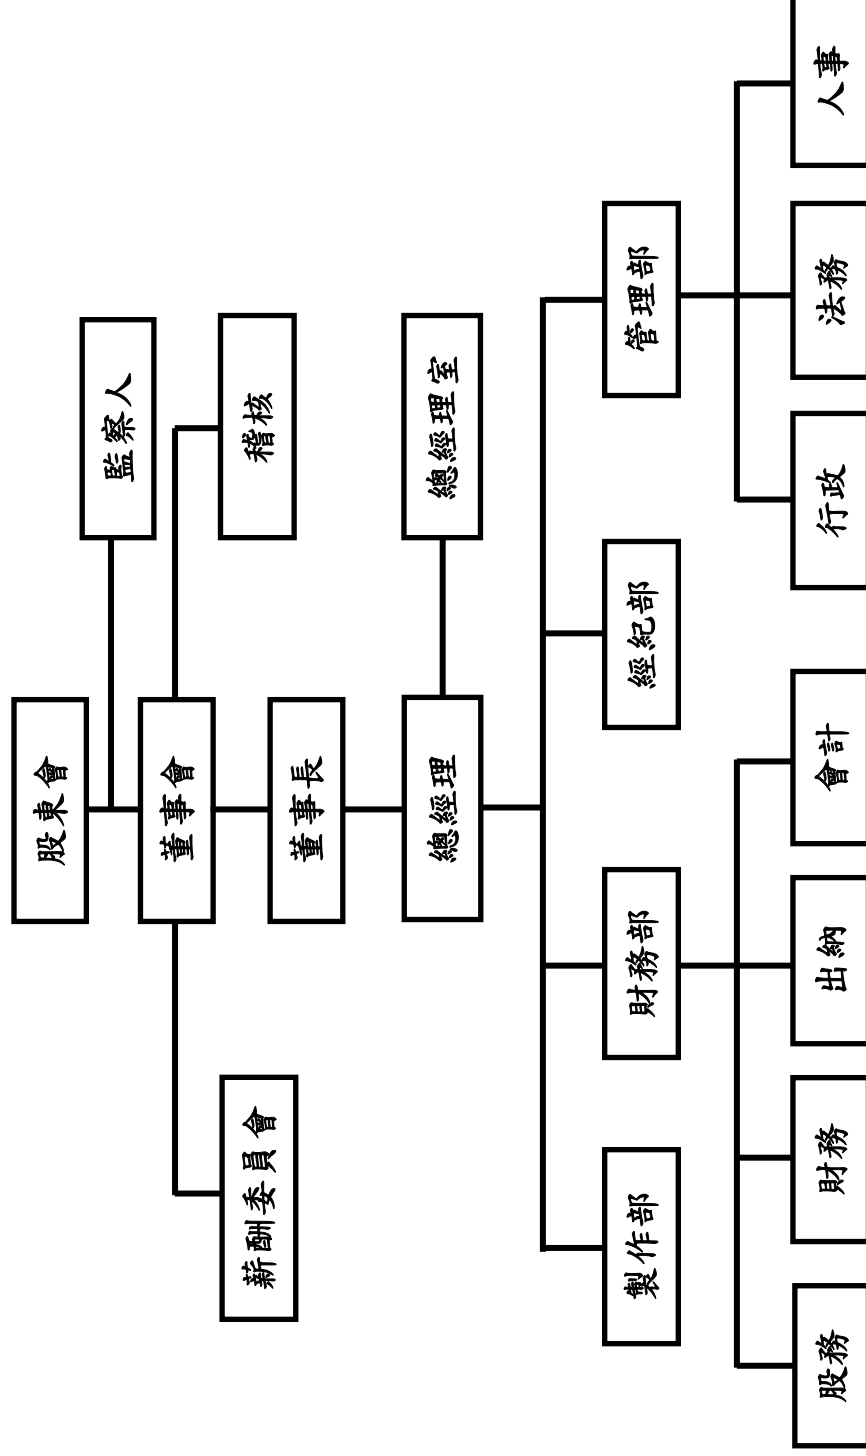 股東會
監察人
董事會
薪酬委員會
稽核
董事長
總經理
總經理室
製作部
財務部
經紀部
管理部
股務
財務
出納
會計
行政
法務
人事